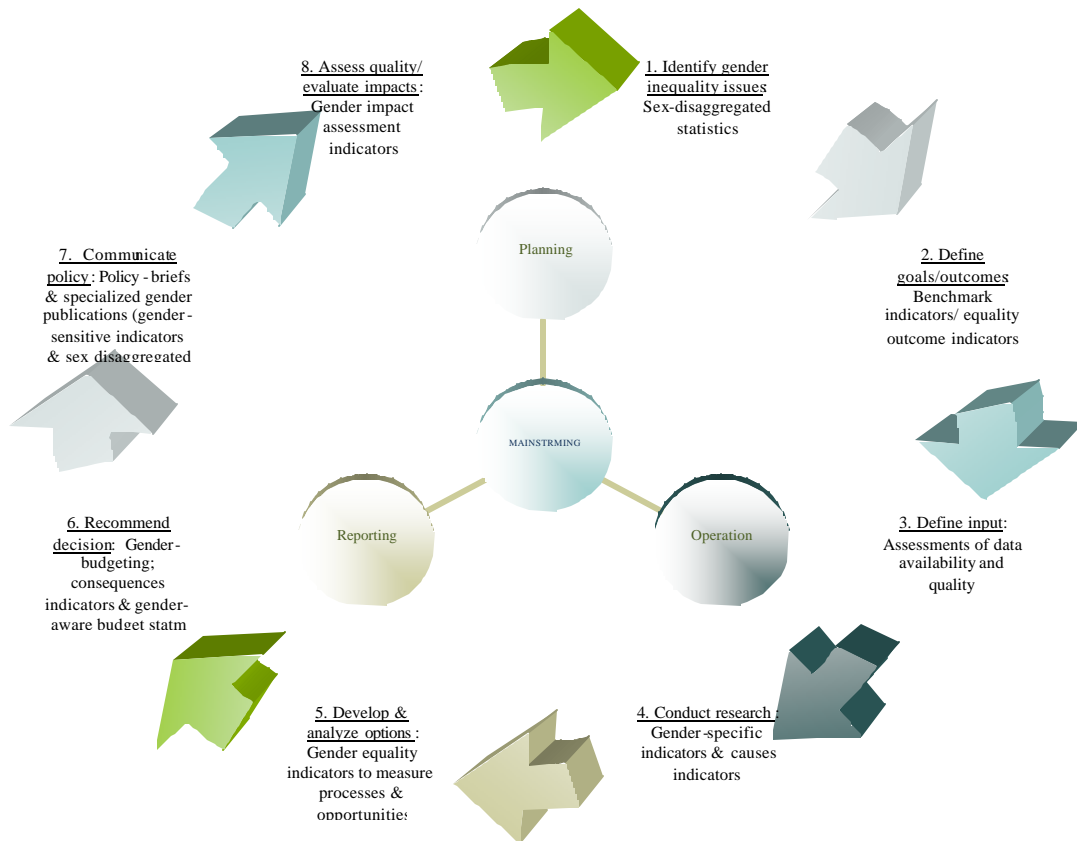 8. Assess quality/
evaluate impacts:
Gender impact
assessment
indicators
1. Identify gender
inequality issues:
Sex-disaggregated
statistics
Planning
7. Communicate
policy: Policy-briefs
& specialized gender
publications (gender-
sensitive indicators
& sex disaggregated
2. Define
goals/outcomes:
Benchmark
indicators/ equality
outcome indicators
MAINSTRMING
Reporting
Operation
6. Recommend
decision: Gender-
budgeting;
consequences
indicators & gender-
aware budget statm
3. Define input:
Assessments of data
availability and
quality
5. Develop &
analyze options:
Gender equality
indicators to measure
processes &
opportunities
4. Conduct research:
Gender-specific
indicators & causes
indicators